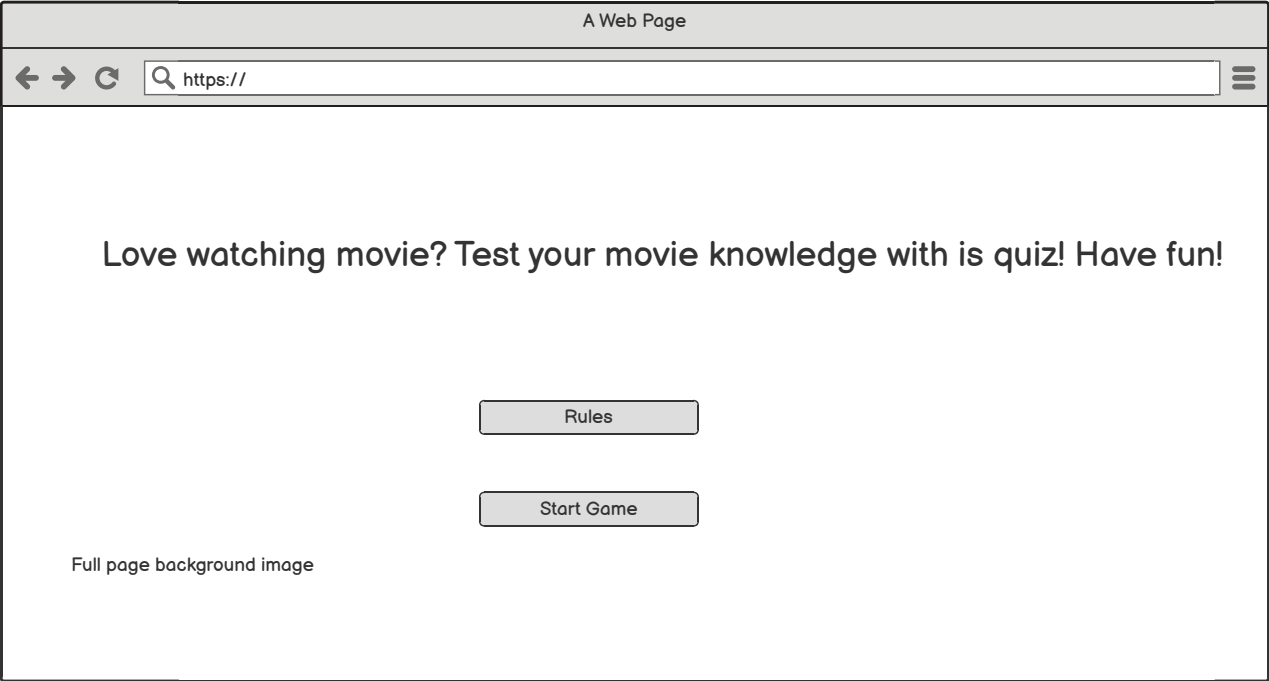 A Web Page
https://
Love watching movie? Test your movie knowledge with is quiz! Have fun!
Rules
Start Game
Full page background image